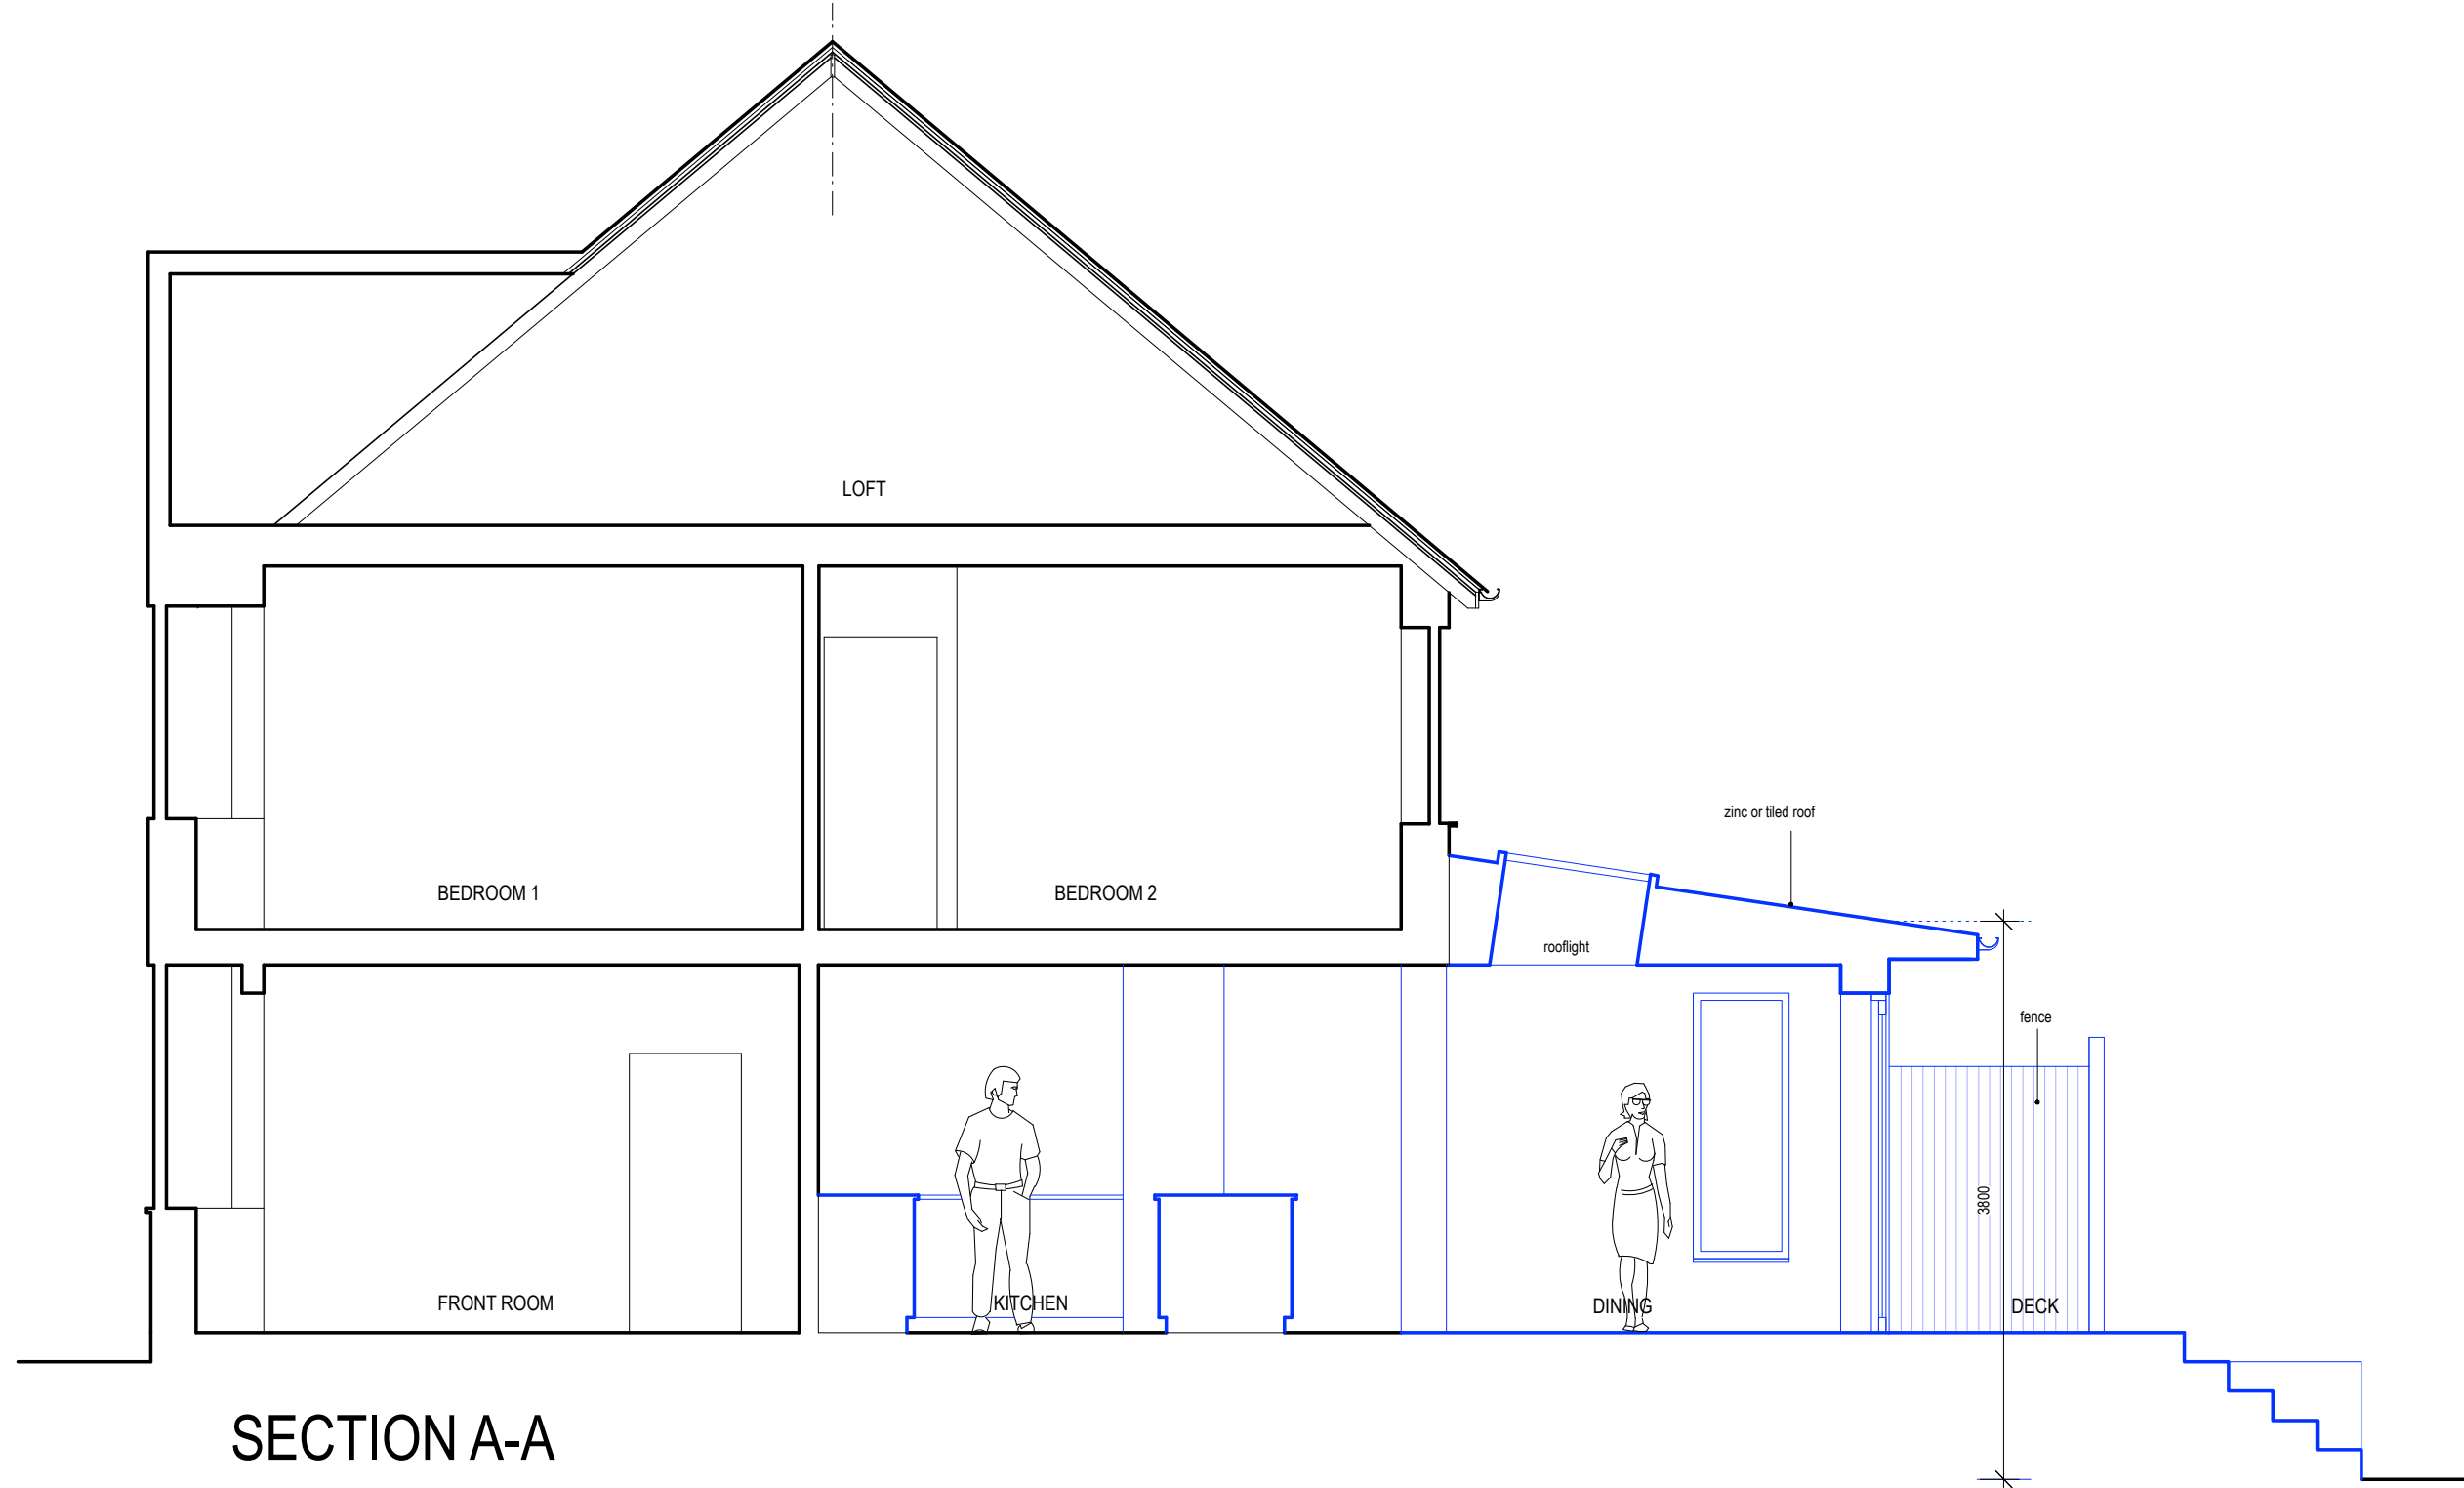 LOFT
zinc or tiled roof
BEDROOM 1
BEDROOM 2
rooflight
fence
3800
FRONT ROOM
KITCHEN
DINING
DECK
SECTION A-A